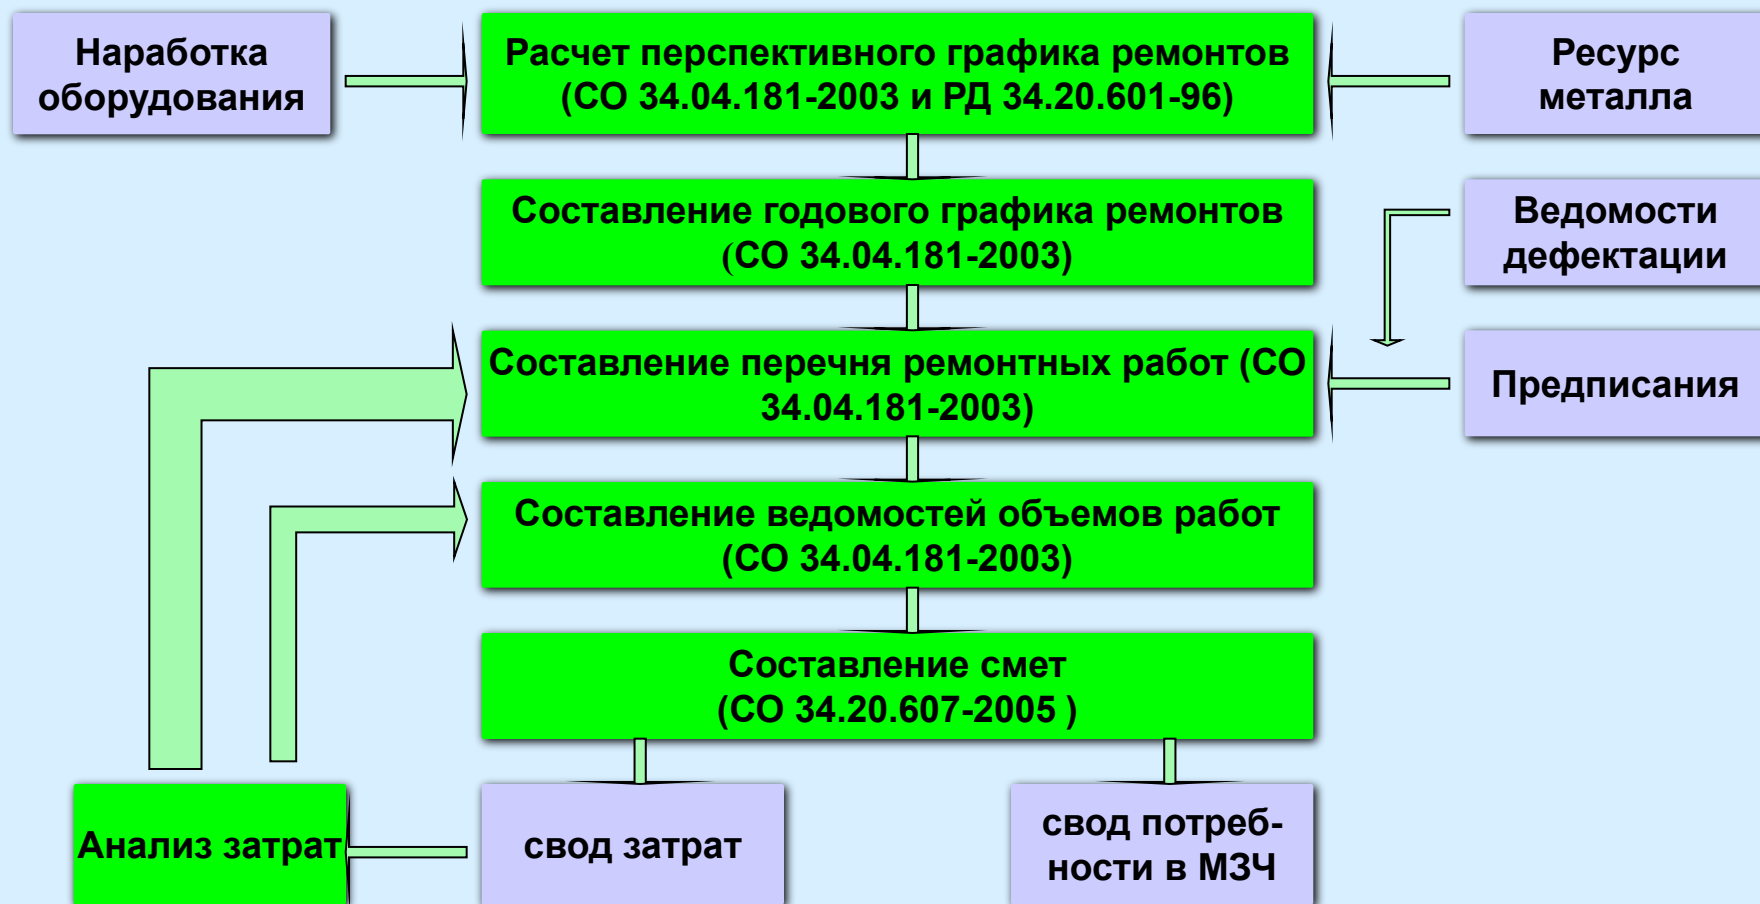 Наработка
оборудования
Расчет перспективного графика ремонтов
(СО 34.04.181-2003 и РД 34.20.601-96)
Ресурс
металла
Составление годового графика ремонтов
(СО 34.04.181-2003)
Ведомости
дефектации
Составление перечня ремонтных работ (СО
34.04.181-2003)
Предписания
Составление ведомостей объемов работ
(СО 34.04.181-2003)
Составление смет
(СО 34.20.607-2005 )
Анализ затрат
свод затрат
свод потреб-
ности в МЗЧ